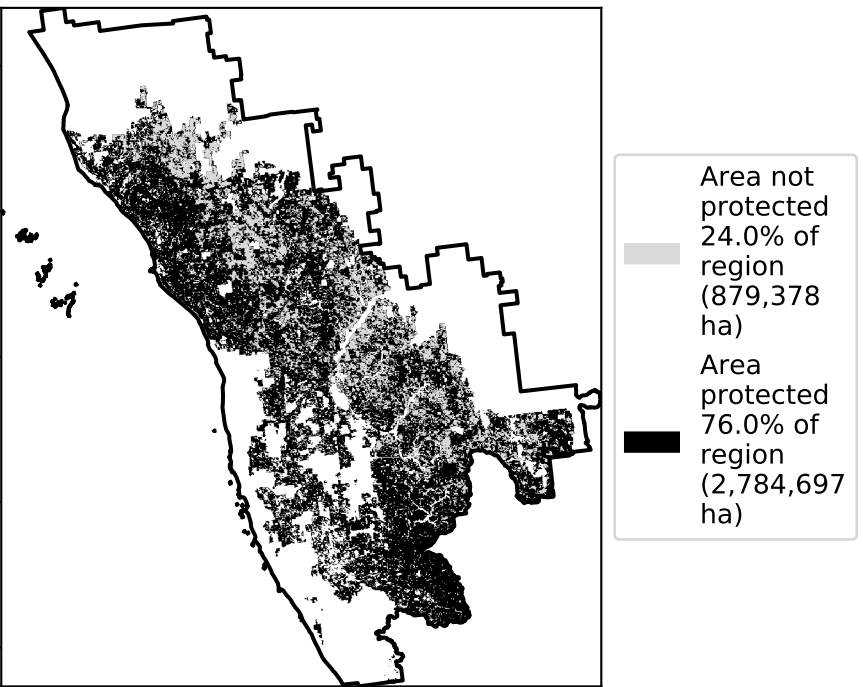 Area not
protected
24.0% of
region
(879,378
ha)
Area
protected
76.0% of
region
(2,784,697
ha)